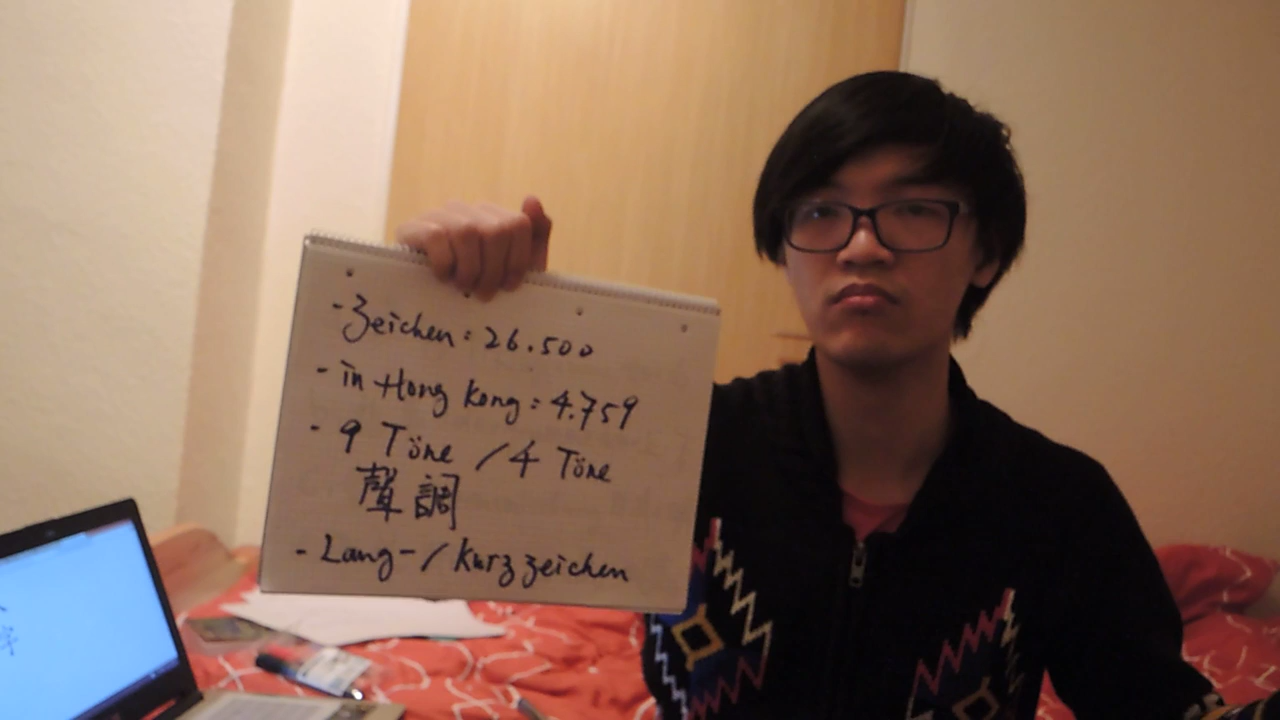 - Zeichen: 26.500
- in Hong Kong: 4.759
- 9 Töne / 4 Töne
聲調
- Lang- / Kurzzeichen